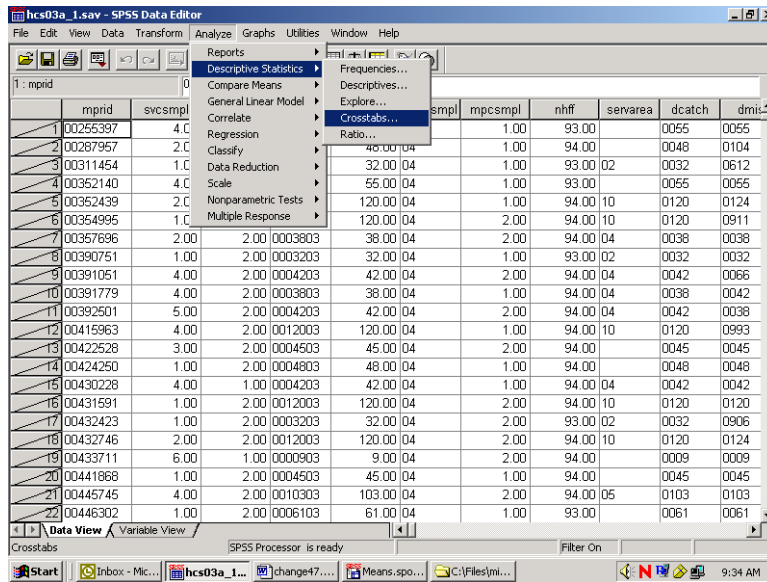 hcs03a_1.sav - SPSS Data Editor
File Edit View Data Transform Analyze Graphs Utilities Window Help
Reports
Descriptive Statistics
Compare Means
General Linear Model
Correlate
Regression
Classify
Data Reduction
Scale
Nonparametric Tests
Multiple Response
Frequencies...
Descriptives...
Explore...
Crosstabs...
Ratio...
1 : mprid 0
mprid svcsmpl smpl mpcsmpl nhff servarea dcatch dmis
1 00255397 4.0 1.00 93.00 0055 0055
2 00287957 2.0 48.00 04 1.00 94.00 0048 0104
3 00311454 1.0 32.00 04 1.00 93.00 02 0032 0612
4 00352140 4.0 55.00 04 1.00 93.00 0055 0055
5 00352439 2.0 120.00 04 1.00 94.00 10 0120 0124
6 00354995 1.0 120.00 04 2.00 94.00 10 0120 0911
7 00357696 2.00 2.00 0003803 38.00 04 2.00 94.00 04 0038 0038
8 00390751 1.00 2.00 0003203 32.00 04 1.00 93.00 02 0032 0032
9 00391051 4.00 2.00 0004203 42.00 04 2.00 94.00 04 0042 0066
10 00391779 4.00 2.00 0003803 38.00 04 1.00 94.00 04 0038 0042
11 00392501 5.00 2.00 0004203 42.00 04 2.00 94.00 04 0042 0038
12 00415963 4.00 2.00 0012003 120.00 04 1.00 94.00 10 0120 0993
13 00422528 3.00 2.00 0004503 45.00 04 2.00 94.00 0045 0045
14 00424250 1.00 2.00 0004803 48.00 04 1.00 94.00 0048 0048
15 00430228 4.00 1.00 0004203 42.00 04 1.00 94.00 04 0042 0042
16 00431591 1.00 2.00 0012003 120.00 04 2.00 94.00 10 0120 0120
17 00432423 1.00 2.00 0003203 32.00 04 2.00 93.00 02 0032 0906
18 00432746 2.00 2.00 0012003 120.00 04 2.00 94.00 10 0120 0124
19 00433711 6.00 1.00 0000903 9.00 04 2.00 94.00 0009 0009
20 00441868 1.00 2.00 0004503 45.00 04 1.00 94.00 0045 0045
21 00445745 4.00 2.00 0010303 103.00 04 2.00 94.00 05 0103 0103
22 00446302 1.00 2.00 0006103 61.00 04 1.00 93.00 0061 0061
Data View Variable View
Crosstabs SPSS Processor is ready Filter On
Start Inbox - Mic... hcs03a_1... change47.... Means.spo... C:\Files\mi... 9:34 AM